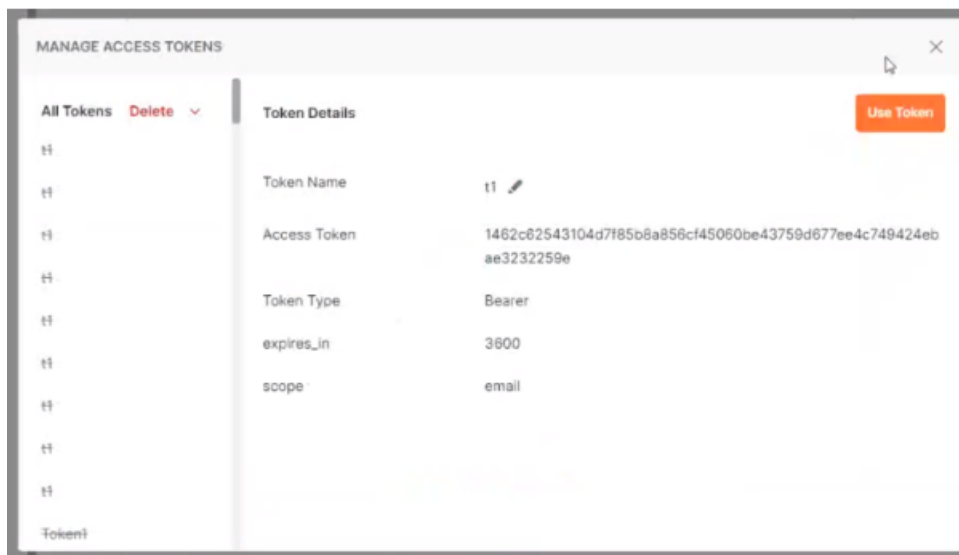 MANAGE ACCESS TOKENS
All Tokens Delete
Token Details
Use Token
t1
t1
t1
t1
t1
t1
t1
t1
t1
Token1
Token Name
t1
Access Token
1462c62543104d7f85b8a856cf45060be43759d677ee4c749424eb
ae3232259e
Token Type
Bearer
expires_in
3600
scope
email